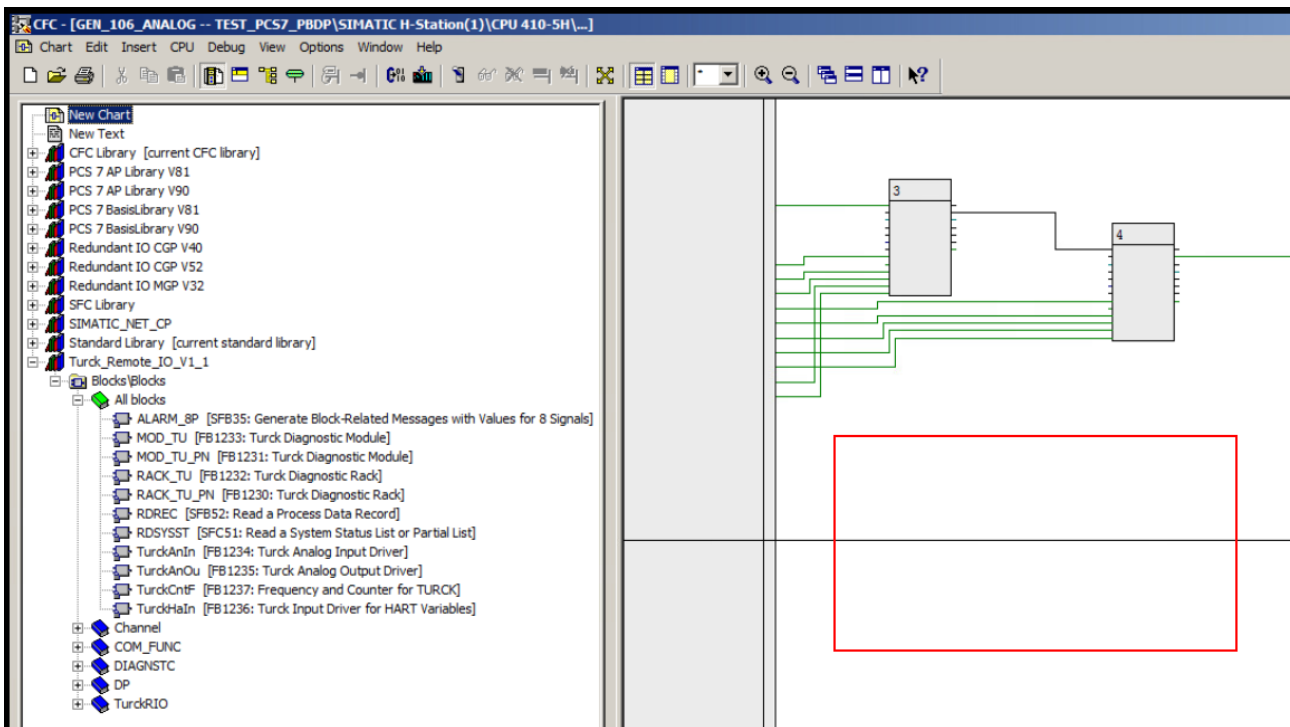 CFC - [GEN_106_ANALOG -- TEST_PCS7_PBDP\SIMATIC H-Station(1)\CPU 410-5H\...]
Chart Edit Insert CPU Debug View Options Window Help
New Chart
New Text
CFC Library [current CFC library]
PCS 7 AP Library V81
PCS 7 AP Library V90
PCS 7 BasisLibrary V81
PCS 7 BasisLibrary V90
Redundant IO CGP V40
Redundant IO CGP V52
Redundant IO MGP V32
SFC Library
SIMATIC_NET_CP
Standard Library [current standard library]
Turck_Remote_IO_V1_1
Blocks\Blocks
All blocks
ALARM_8P [SFB35: Generate Block-Related Messages with Values for 8 Signals]
MOD_TU [FB1233: Turck Diagnostic Module]
MOD_TU_PN [FB1231: Turck Diagnostic Module]
RACK_TU [FB1232: Turck Diagnostic Rack]
RACK_TU_PN [FB1230: Turck Diagnostic Rack]
RDREC [SFB52: Read a Process Data Record]
RDSYSST [SFC51: Read a System Status List or Partial List]
TurckAnIn [FB1234: Turck Analog Input Driver]
TurckAnOu [FB1235: Turck Analog Output Driver]
TurckCntF [FB1237: Frequency and Counter for TURCK]
TurckHaIn [FB1236: Turck Input Driver for HART Variables]
Channel
COM_FUNC
DIAGNSTC
DP
TurckRIO
3
4